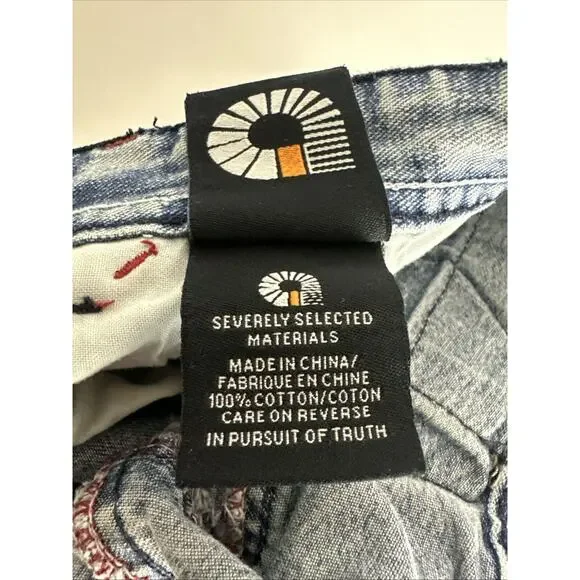 SEVERELY SELECTED
MATERIALS
MADE IN CHINA/
FABRIQUE EN CHINE
100% COTTON/COTON
CARE ON REVERSE
IN PURSUIT OF TRUTH